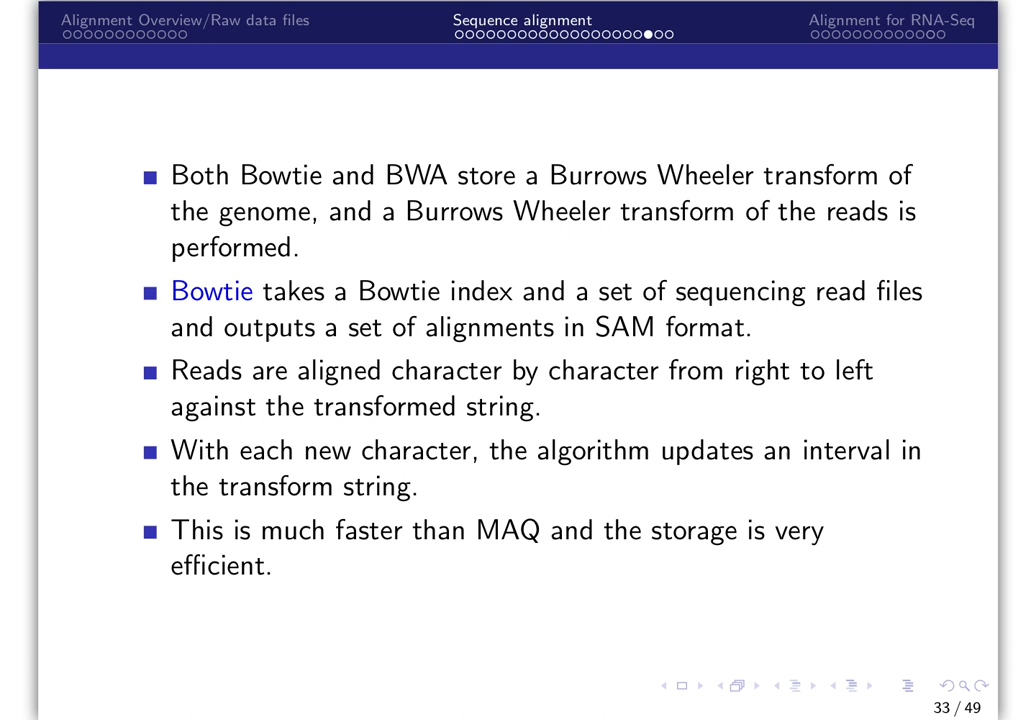 Alignment Overview/Raw data files
Sequence alignment
Alignment for RNA-Seq
Both Bowtie and BWA store a Burrows Wheeler transform of
the genome, and a Burrows Wheeler transform of the reads is
performed.
Bowtie takes a Bowtie index and a set of sequencing read files
and outputs a set of alignments in SAM format.
Reads are aligned character by character from right to left
against the transformed string.
With each new character, the algorithm updates an interval in
the transform string.
This is much faster than MAQ and the storage is very
efficient.
33 / 49